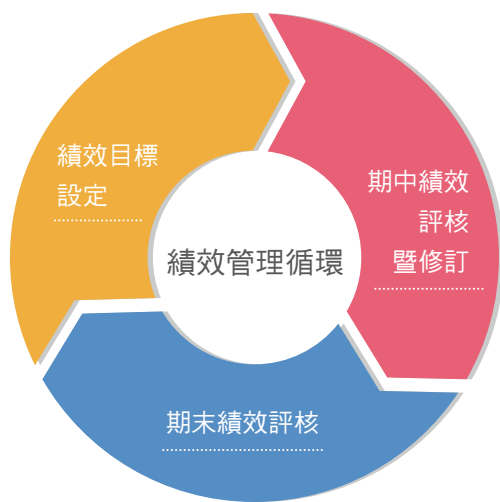 績效目標
設定
期中績效
評核
暨修訂
績效管理循環
期末績效評核